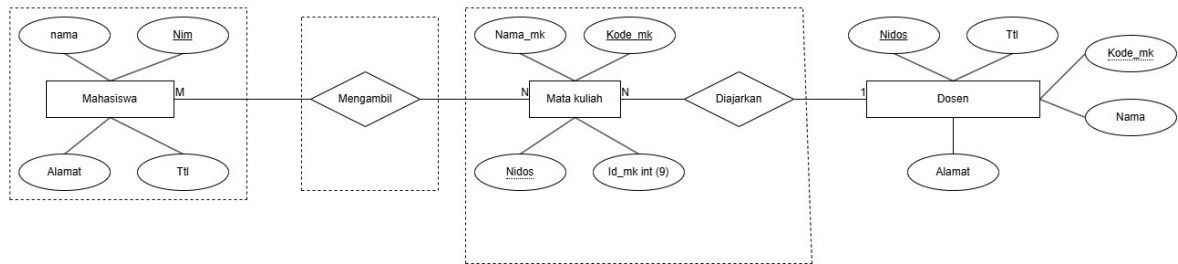 nama
Nim
Mahasiswa
M
Alamat
Ttl
Mengambil
Nama_mk
Kode_mk
N
Mata kuliah
N
Nidos
Id_mk int (9)
Diajarkan
Nidos
Ttl
1
Dosen
Kode_mk
Nama
Alamat